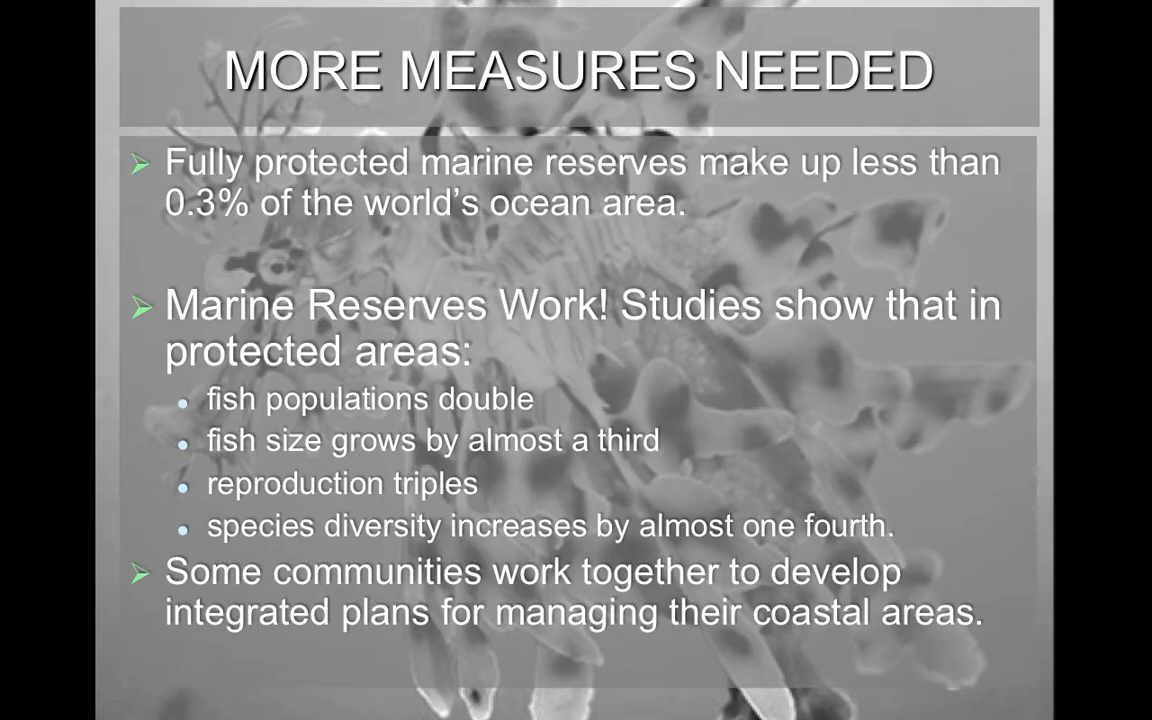 MORE MEASURES NEEDED
Fully protected marine reserves make up less than
0.3% of the world’s ocean area.
Marine Reserves Work! Studies show that in
protected areas:
fish populations double
fish size grows by almost a third
reproduction triples
species diversity increases by almost one fourth.
Some communities work together to develop
integrated plans for managing their coastal areas.